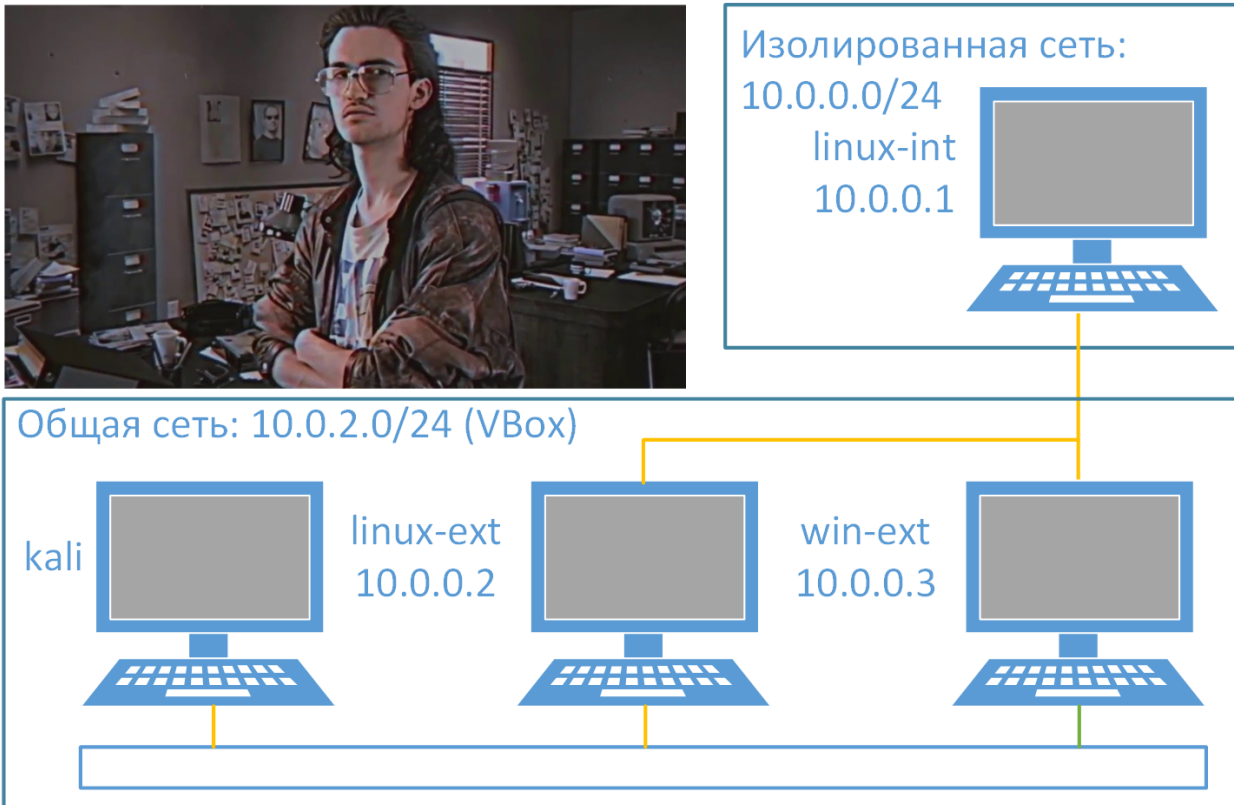 Изолированная сеть:
10.0.0.0/24
linux-int
10.0.0.1
Общая сеть: 10.0.2.0/24 (VBox)
kali
linux-ext
10.0.0.2
win-ext
10.0.0.3